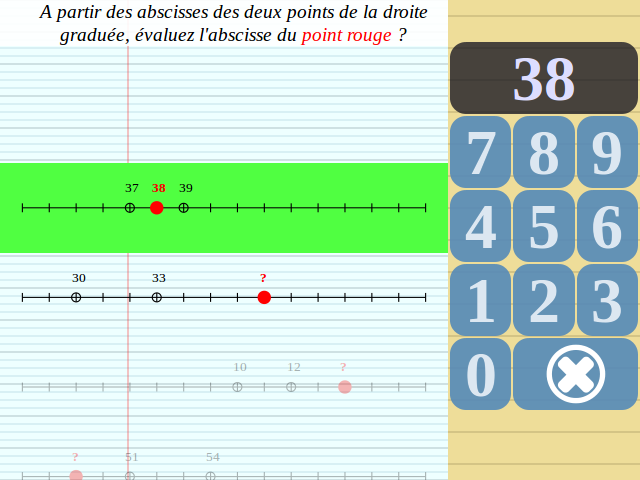 A partir des abscisses des deux points de la droite
graduée, évaluez l'abscisse du point rouge ?
38
7 8 9
37 38 39
4 5 6
30 33 ?
1 2 3
10 12 ?
0
? 51 54